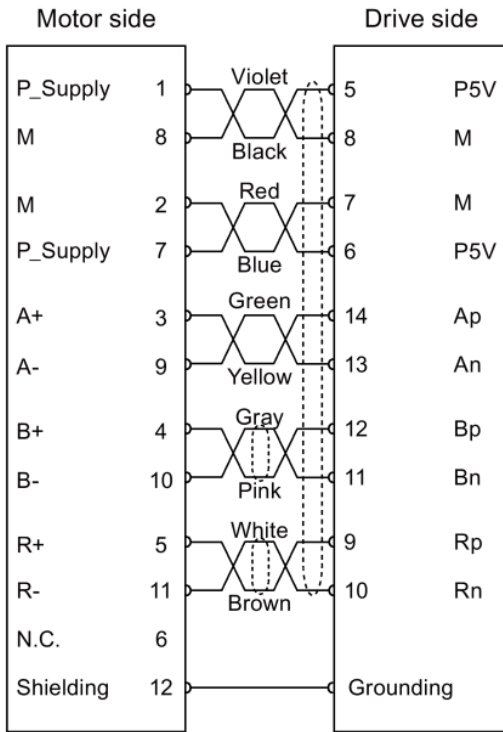 Motor side Drive side
P_Supply 1 Violet 5 P5V
M 8 Black 8 M
M 2 Red 7 M
P_Supply 7 Blue 6 P5V
A+ 3 Green 14 Ap
A- 9 Yellow 13 An
B+ 4 Gray 12 Bp
B- 10 Pink 11 Bn
R+ 5 White 9 Rp
R- 11 Brown 10 Rn
N.C. 6
Shielding 12 Grounding